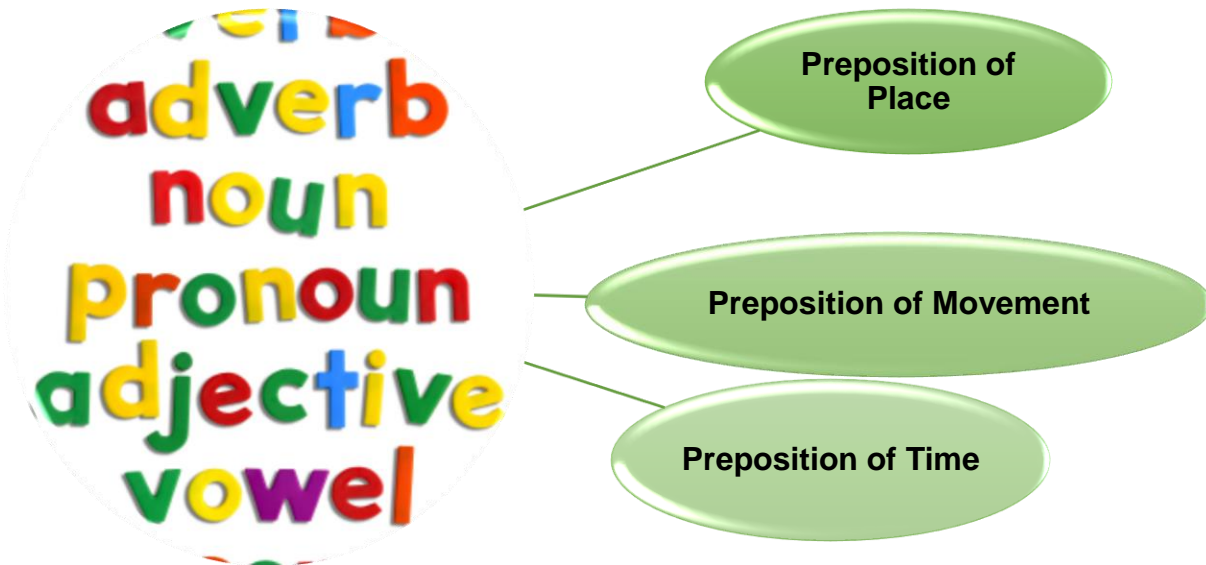 adverb
noun
pronoun
adjective
vowel
Preposition of
Place
Preposition of Movement
Preposition of Time